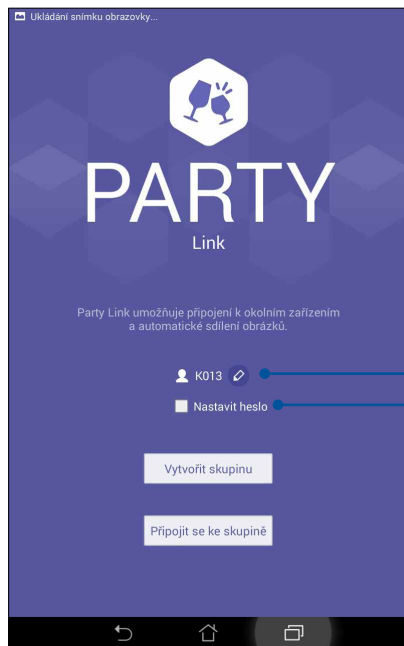 Ukládání snímku obrazovky...
PARTY
Link
Party Link umožňuje připojení k okolním zařízením
a automatické sdílení obrázků.
K013
Nastavit heslo
Vytvořit skupinu
Připojit se ke skupině